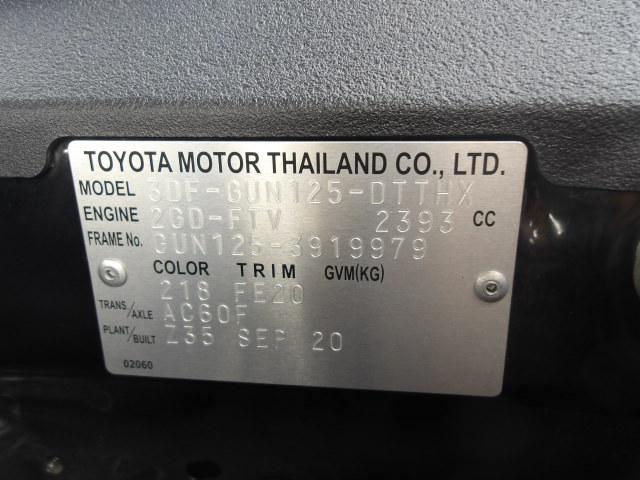 TOYOTA MOTOR THAILAND CO., LTD.
MODEL 3DF-GUN125-DTTHX
ENGINE 2GD-FTV 2393 CC
FRAME No. GUN125-3919979
COLOR TRIM GVM(KG)
218 FE20
TRANS/AXLE AC60F
PLANT/BUILT Z35 SEP 20
02060